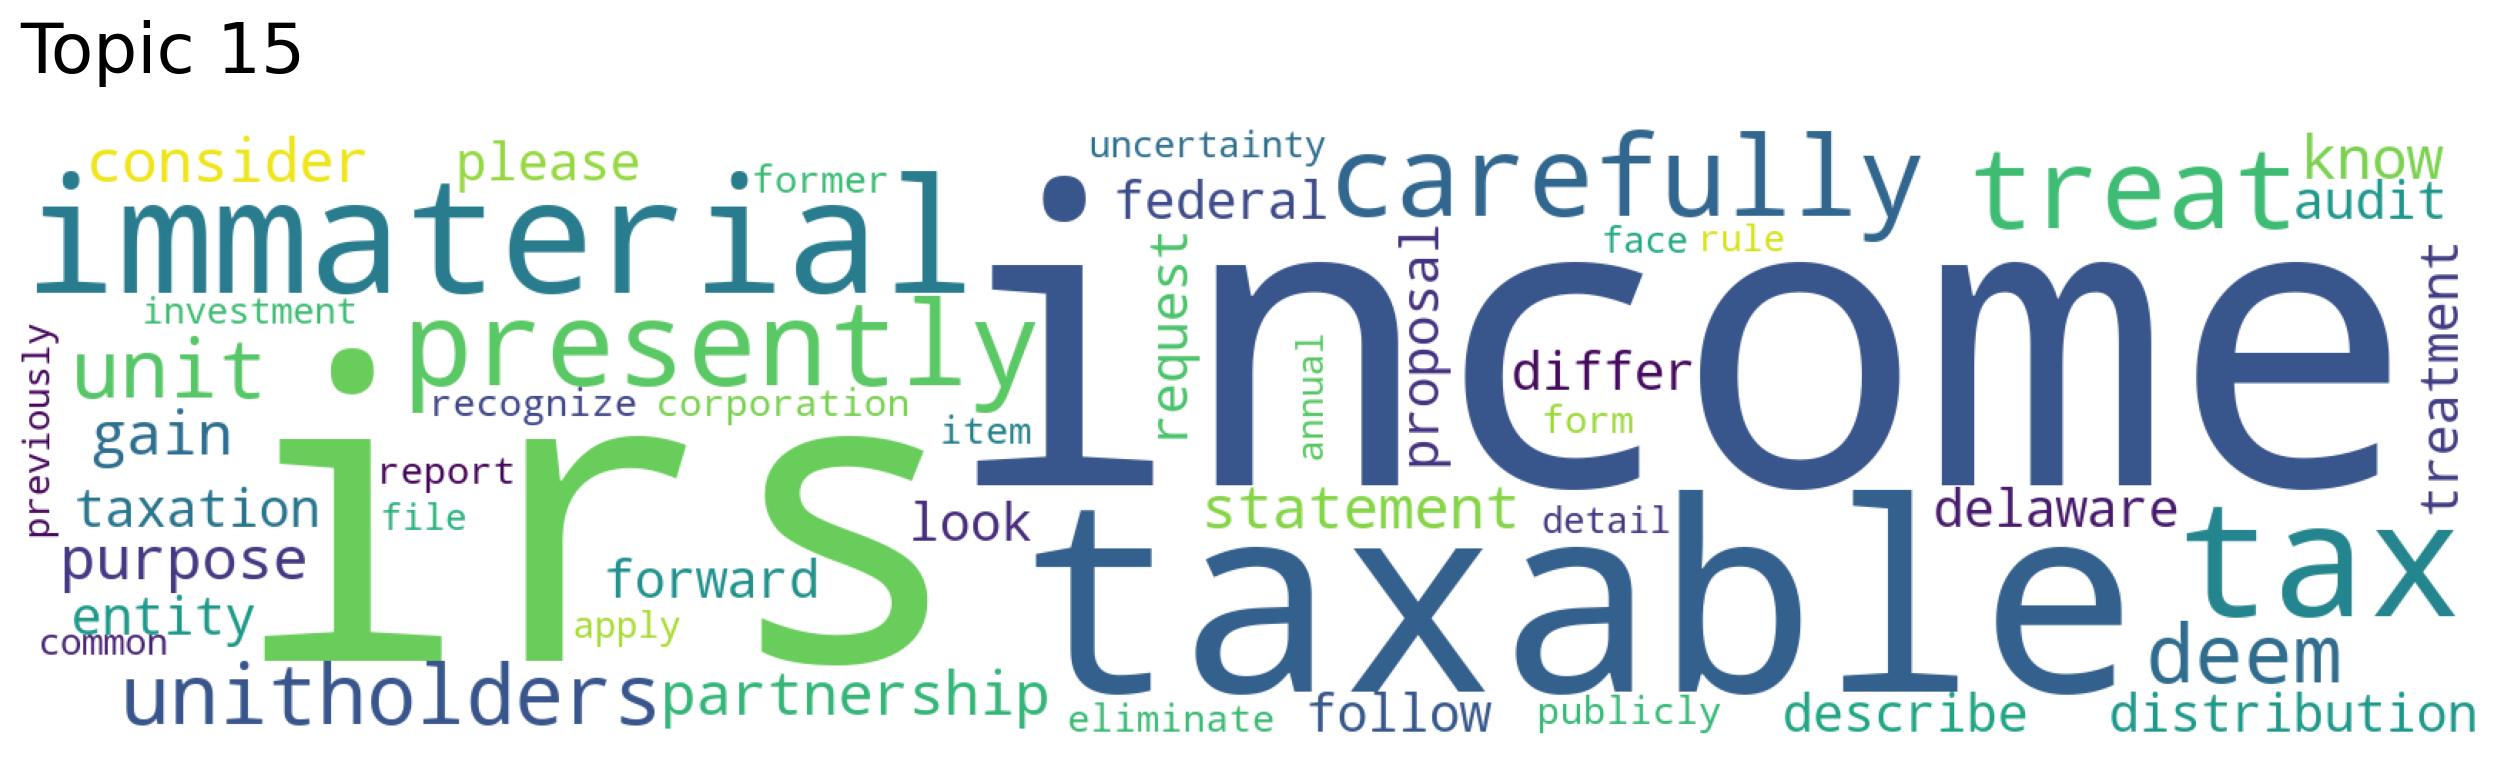 Topic 15
consider
please
former
uncertainty
federal
carefully
treat
know
audit
immaterial
face
rule
investment
presently
income
request
annual
proposal
differ
form
treatment
previously
unit
recognize
corporation
item
gain
irs
report
file
look
statement
detail
delaware
taxation
purpose
forward
apply
taxable
tax
entity
common
deem
unitholders
partnership
eliminate
follow
publicly
describe
distribution